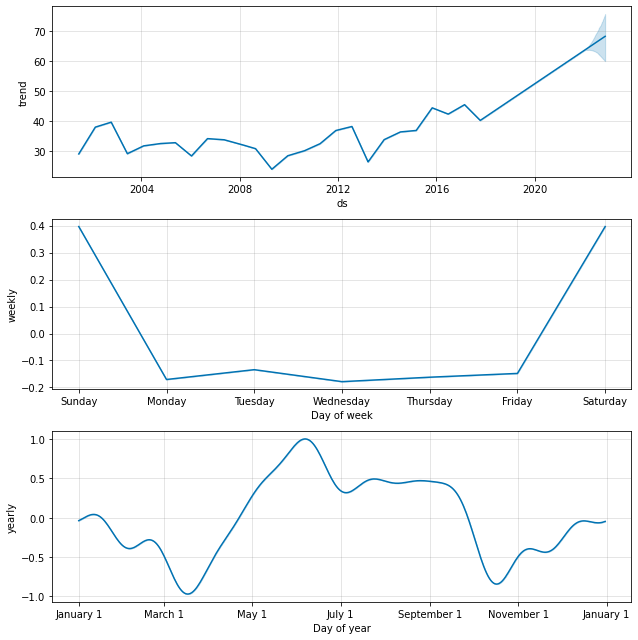 70
60
50
40
30
trend
2004
2008
2012
2016
2020
ds
0.4
0.3
0.2
0.1
0.0
−0.1
−0.2
weekly
Sunday
Monday
Tuesday
Wednesday
Thursday
Friday
Saturday
Day of week
1.0
0.5
0.0
−0.5
−1.0
yearly
January 1
March 1
May 1
July 1
September 1
November 1
January 1
Day of year